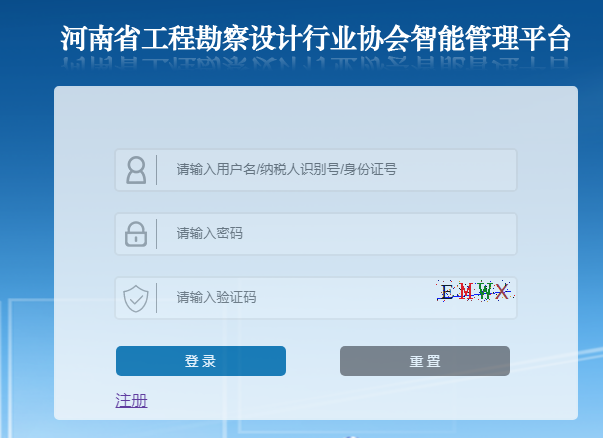 河南省工程勘察设计行业协会智能管理平台
请输入用户名/纳税人识别号/身份证号
请输入密码
请输入验证码
EMWX
登录
重置
注册